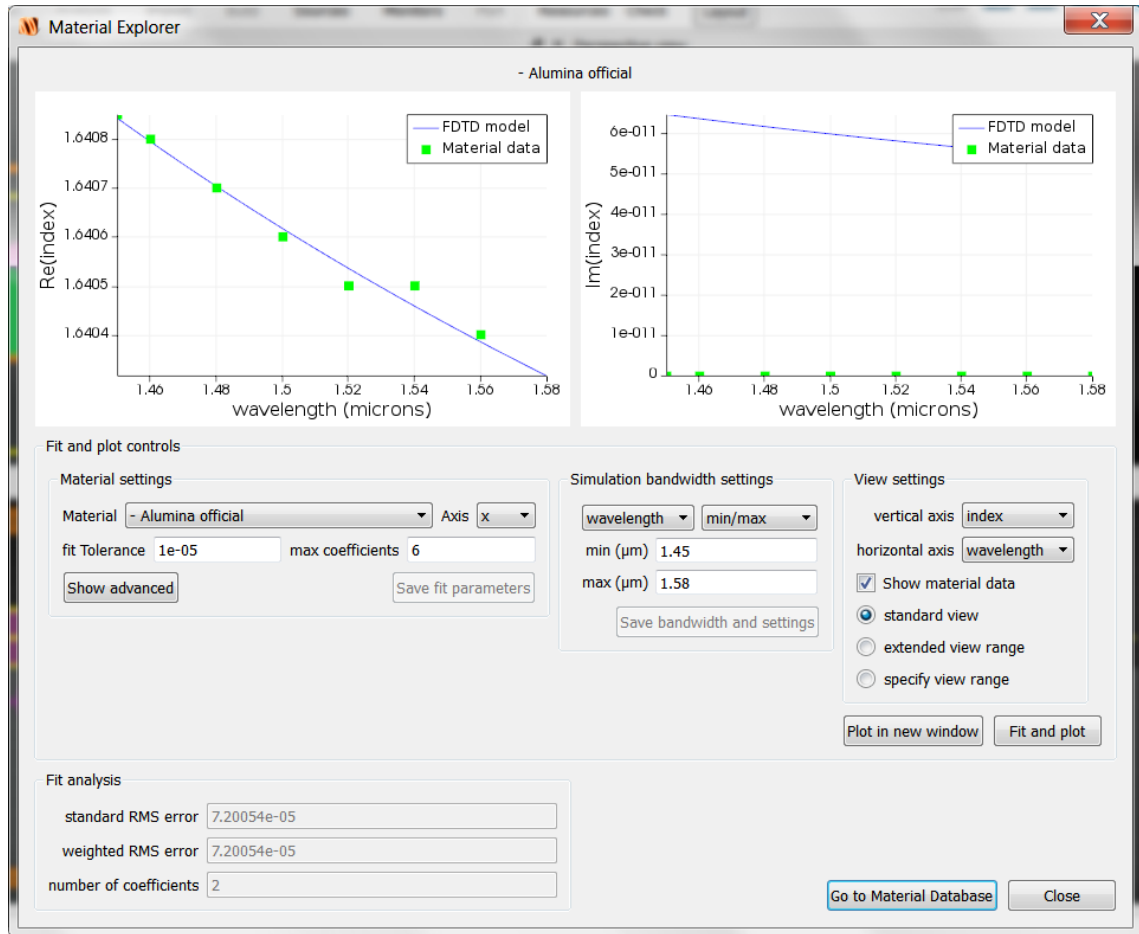 Material Explorer
- Alumina official
FDTD model
Material data
1.6408
1.6407
1.6406
1.6405
1.6404
Re(index)
1.46 1.48 1.5 1.52 1.54 1.56 1.58
wavelength (microns)
FDTD model
Material data
6e-011
5e-011
4e-011
3e-011
2e-011
1e-011
0
Im(index)
1.46 1.48 1.5 1.52 1.54 1.56 1.58
wavelength (microns)
Fit and plot controls
Material settings
Material - Alumina official Axis x
fit Tolerance 1e-05 max coefficients 6
Show advanced Save fit parameters
Simulation bandwidth settings
wavelength min/max
min (µm) 1.45
max (µm) 1.58
Save bandwidth and settings
View settings
vertical axis index
horizontal axis wavelength
Show material data
standard view
extended view range
specify view range
Plot in new window Fit and plot
Fit analysis
standard RMS error 7.20054e-05
weighted RMS error 7.20054e-05
number of coefficients 2
Go to Material Database Close